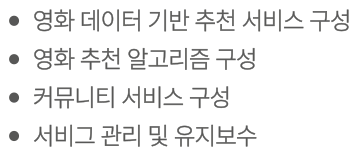 • 영화 데이터 기반 추천 서비스 구성
• 영화 추천 알고리즘 구성
• 커뮤니티 서비스 구성
• 서비그 관리 및 유지보수